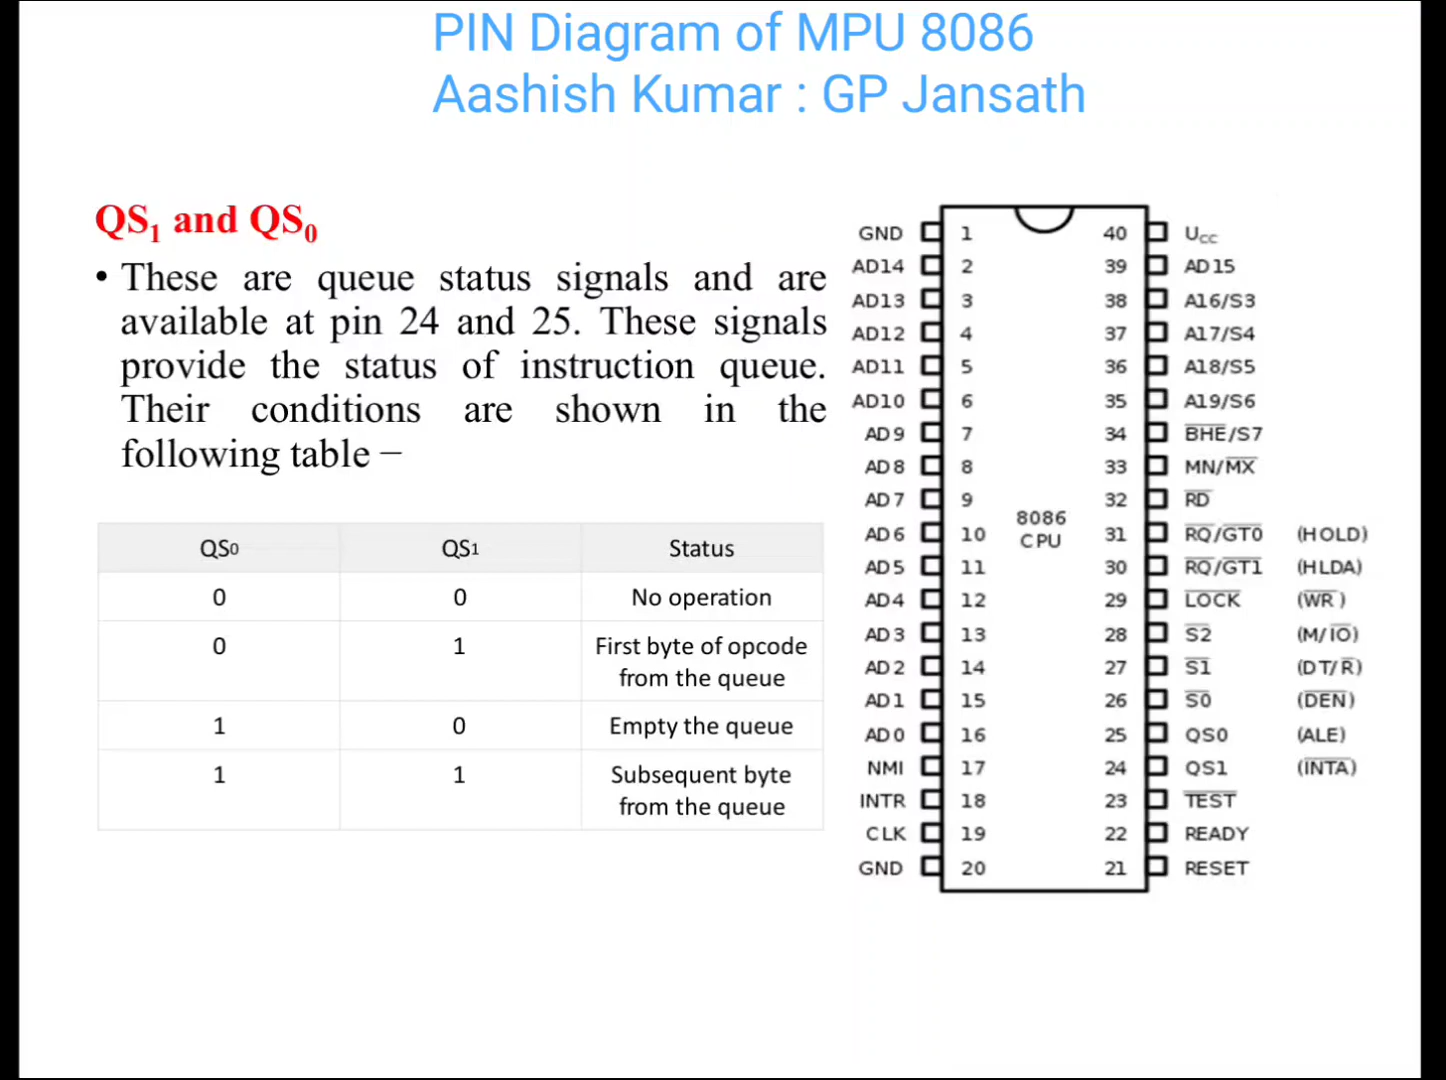 PIN Diagram of MPU 8086
Aashish Kumar : GP Jansath
QS1 and QS0
• These are queue status signals and are
available at pin 24 and 25. These signals
provide the status of instruction queue.
Their conditions are shown in the
following table −
QS0 QS1 Status
0 0 No operation
0 1 First byte of opcode
from the queue
1 0 Empty the queue
1 1 Subsequent byte
from the queue
GND 1 40 UCC
AD14 2 39 AD15
AD13 3 38 A16/S3
AD12 4 37 A17/S4
AD11 5 36 A18/S5
AD10 6 35 A19/S6
AD9 7 34 BHE/S7
AD8 8 33 MN/MX
AD7 9 32 RD
8086
CPU
AD6 10 31 RQ/GT0 (HOLD)
AD5 11 30 RQ/GT1 (HLDA)
AD4 12 29 LOCK (WR)
AD3 13 28 S2 (M/IO)
AD2 14 27 S1 (DT/R)
AD1 15 26 S0 (DEN)
AD0 16 25 QS0 (ALE)
NMI 17 24 QS1 (INTA)
INTR 18 23 TEST
CLK 19 22 READY
GND 20 21 RESET